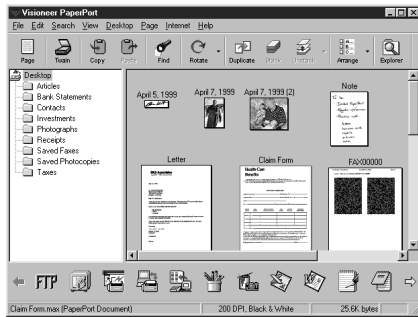 Visioneer PaperPort
File Edit Search View Desktop Page Internet Help
Page Twain Copy Paste Find Rotate Duplicate Stack Unstack Arrange Explorer
Desktop
Articles
Bank Statements
Contacts
Investments
Photographs
Receipts
Saved Faxes
Saved Photocopies
Taxes
April 5, 1999
April 7, 1999
April 7, 1999 (2)
Note
Letter
Claim Form
FAX00000
Health Care
Benefits
FTP
Claim Form.max (PaperPort Document)
200 DPI, Black & White
25.6K bytes